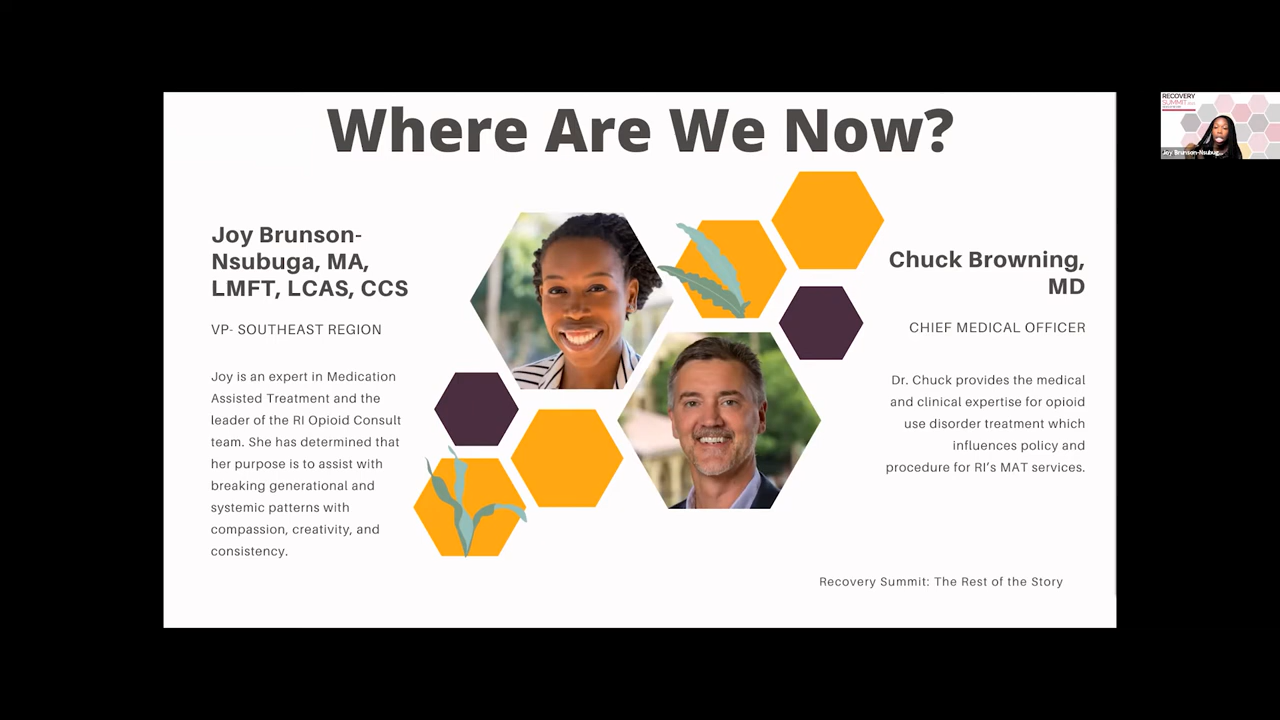 Where Are We Now?
Joy Brunson-
Nsubuga, MA,
LMFT, LCAS, CCS
VP- SOUTHEAST REGION
Joy is an expert in Medication
Assisted Treatment and the
leader of the RI Opioid Consult
team. She has determined that
her purpose is to assist with
breaking generational and
systemic patterns with
compassion, creativity, and
consistency.
Chuck Browning,
MD
CHIEF MEDICAL OFFICER
Dr. Chuck provides the medical
and clinical expertise for opioid
use disorder treatment which
influences policy and
procedure for RI’s MAT services.
Recovery Summit: The Rest of the Story
RECOVERY
SUMMIT
Joy Brunson-Nsubug...